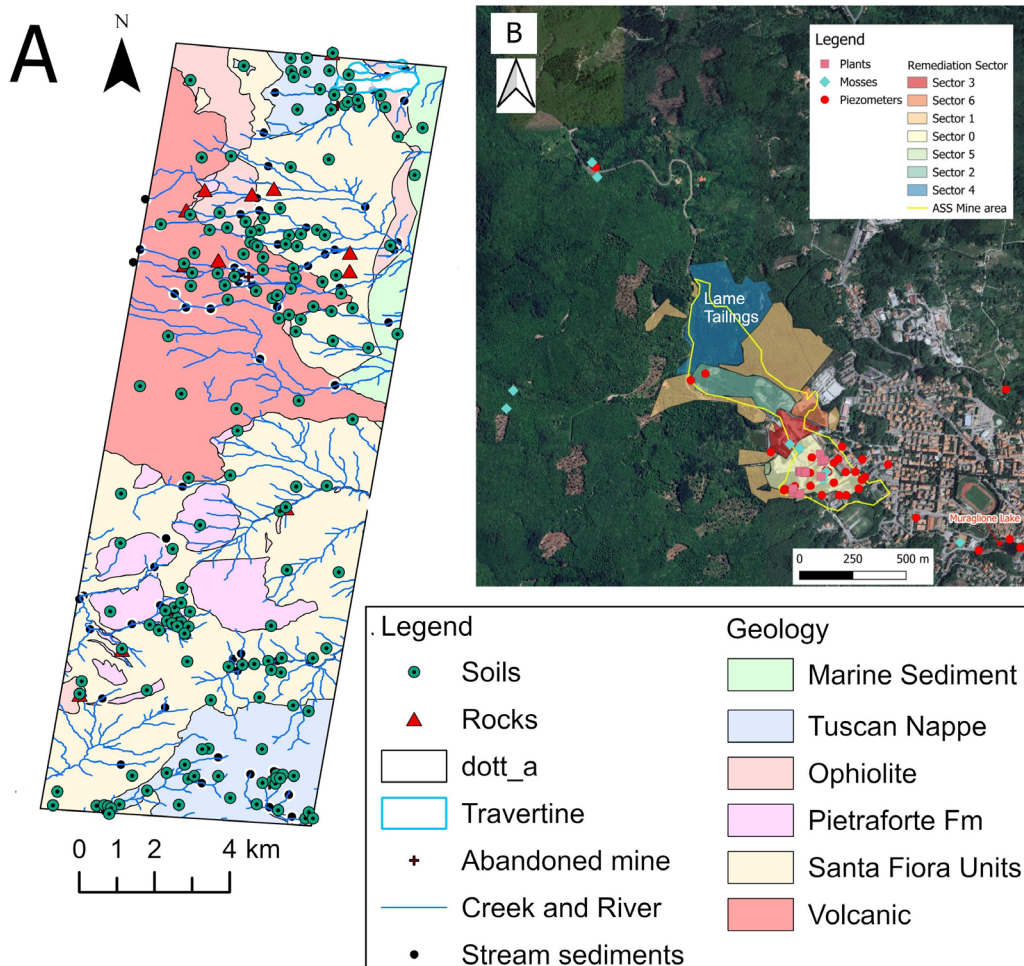 A
N
0 1 2 4 km
B
Legend
Plants
Mosses
Piezometers
Remediation Sector
Sector 3
Sector 6
Sector 1
Sector 0
Sector 5
Sector 2
Sector 4
ASS Mine area
Lame
Tailings
Muraglione Lake
0 250 500 m
Legend
Soils
Rocks
dott_a
Travertine
Abandoned mine
Creek and River
Stream sediments
Geology
Marine Sediment
Tuscan Nappe
Ophiolite
Pietraforte Fm
Santa Fiora Units
Volcanic